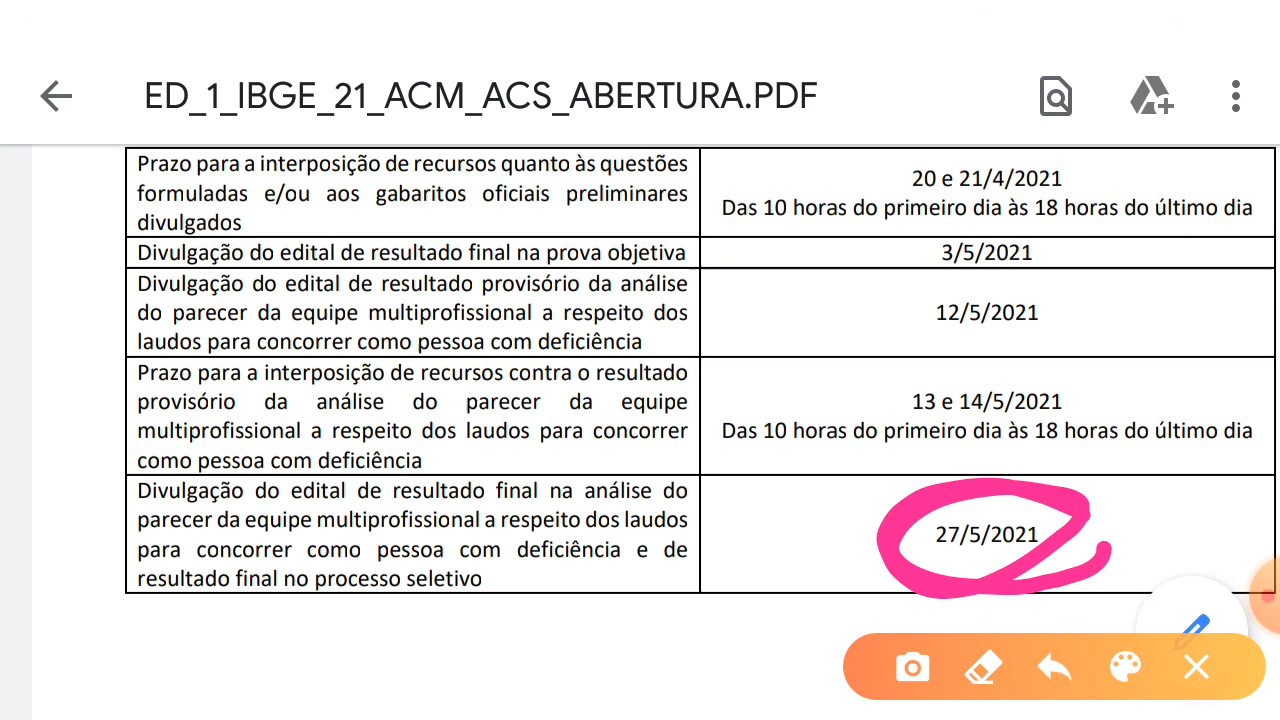 ED_1_IBGE_21_ACM_ACS_ABERTURA.PDF
Prazo para a interposição de recursos quanto às questões
formuladas e/ou aos gabaritos oficiais preliminares
divulgados
20 e 21/4/2021
Das 10 horas do primeiro dia às 18 horas do último dia
Divulgação do edital de resultado final na prova objetiva
3/5/2021
Divulgação do edital de resultado provisório da análise
do parecer da equipe multiprofissional a respeito dos
laudos para concorrer como pessoa com deficiência
12/5/2021
Prazo para a interposição de recursos contra o resultado
provisório da análise do parecer da equipe
multiprofissional a respeito dos laudos para concorrer
como pessoa com deficiência
13 e 14/5/2021
Das 10 horas do primeiro dia às 18 horas do último dia
Divulgação do edital de resultado final na análise do
parecer da equipe multiprofissional a respeito dos laudos
para concorrer como pessoa com deficiência e de
resultado final no processo seletivo
27/5/2021